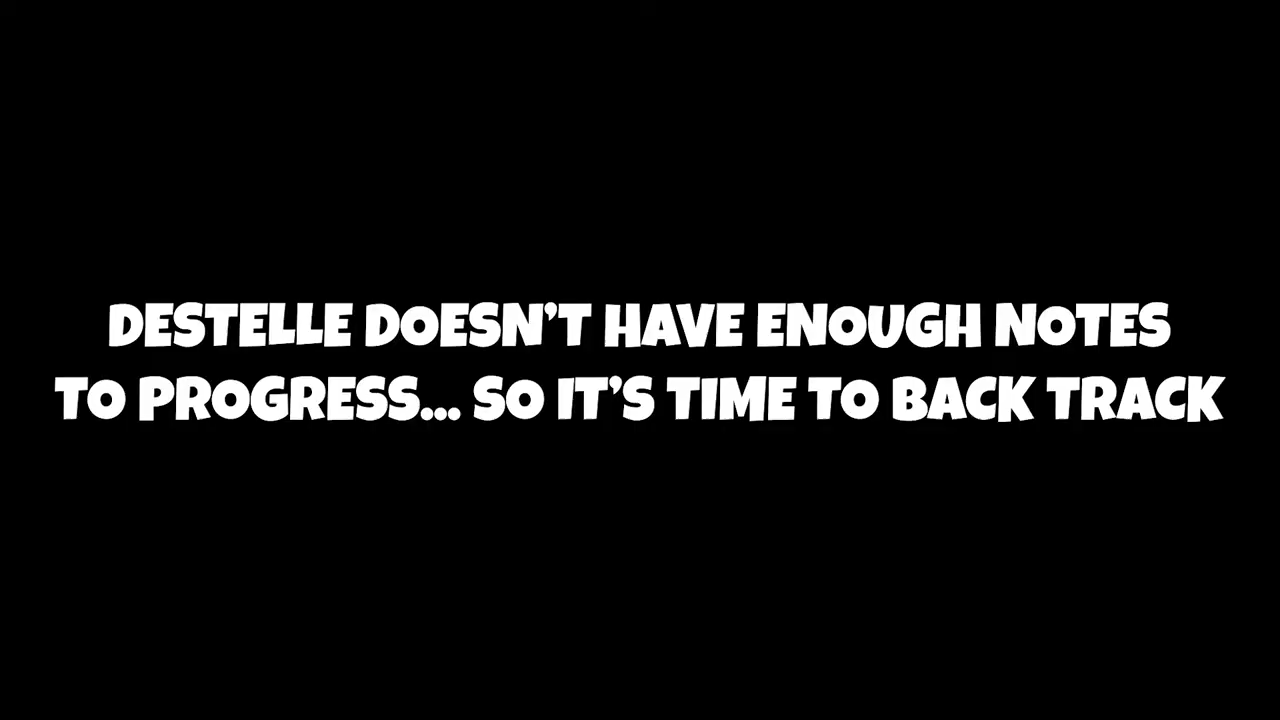 DESTELLE DOESN’T HAVE ENOUGH NOTES
TO PROGRESS... SO IT’S TIME TO BACK TRACK